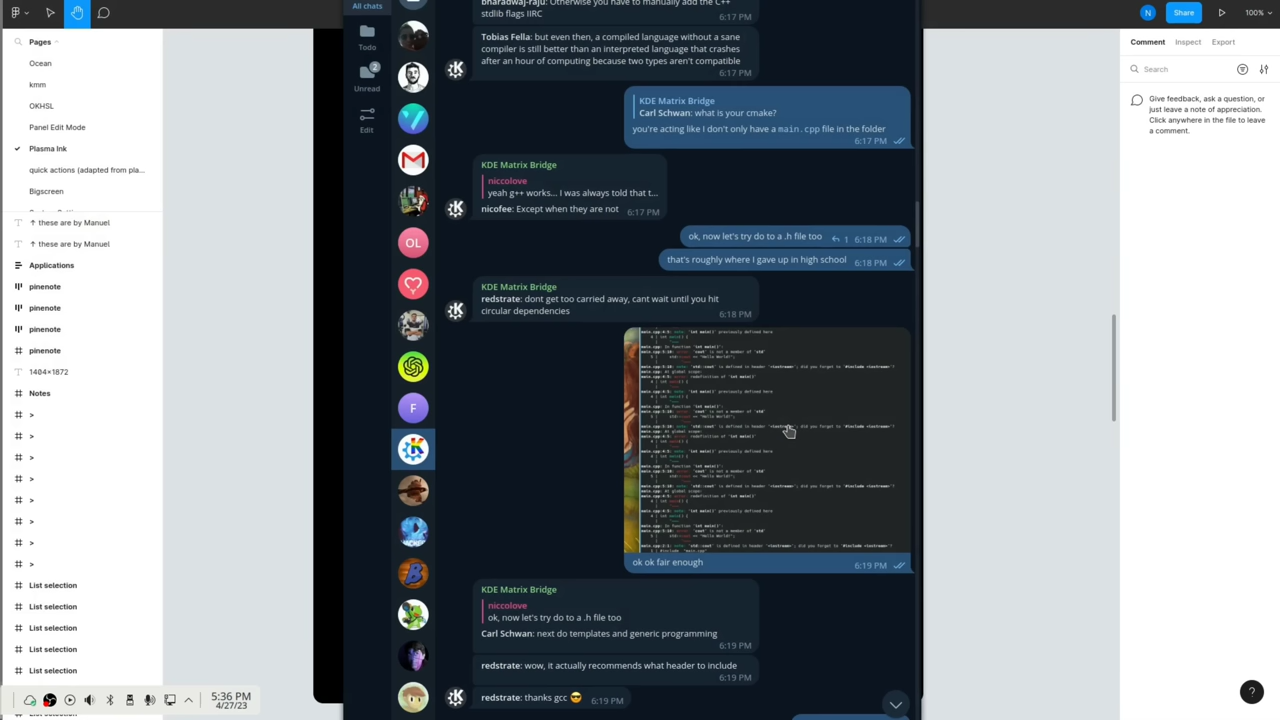 100%
N
Share
Pages
Ocean
kmm
OKHSL
Panel Edit Mode
Plasma Ink
quick actions (adapted from pla...
Bigscreen
↑ these are by Manuel
↑ these are by Manuel
Applications
pinenote
pinenote
pinenote
pinenote
1404×1872
Notes
>
>
>
>
>
>
>
>
List selection
List selection
List selection
List selection
List selection
5:36 PM
4/27/23
All chats
Todo
2
Unread
Edit
OL
F
bharadwaj-raju: Otherwise you have to manually add the C++
stdlib flags IIRC
6:17 PM
Tobias Fella: but even then, a compiled language without a sane
compiler is still better than an interpreted language that crashes
after an hour of computing because two types aren't compatible
6:17 PM
KDE Matrix Bridge
Carl Schwan: what is your cmake?
you're acting like I don't only have a main.cpp file in the folder
6:17 PM
KDE Matrix Bridge
niccolove
yeah g++ works... I was always told that t...
nicofee: Except when they are not
6:17 PM
ok, now let's try do to a .h file too
1 6:18 PM
that's roughly where I gave up in high school
6:18 PM
KDE Matrix Bridge
redstrate: dont get too carried away, cant wait until you hit
circular dependencies
6:18 PM
ok ok fair enough
6:19 PM
KDE Matrix Bridge
niccolove
ok, now let's try do to a .h file too
Carl Schwan: next do templates and generic programming
6:19 PM
redstrate: wow, it actually recommends what header to include
6:19 PM
redstrate: thanks gcc 😎
6:19 PM
Comment
Inspect
Export
Search
Give feedback, ask a question, or
just leave a note of appreciation.
Click anywhere in the file to leave
a comment.
?